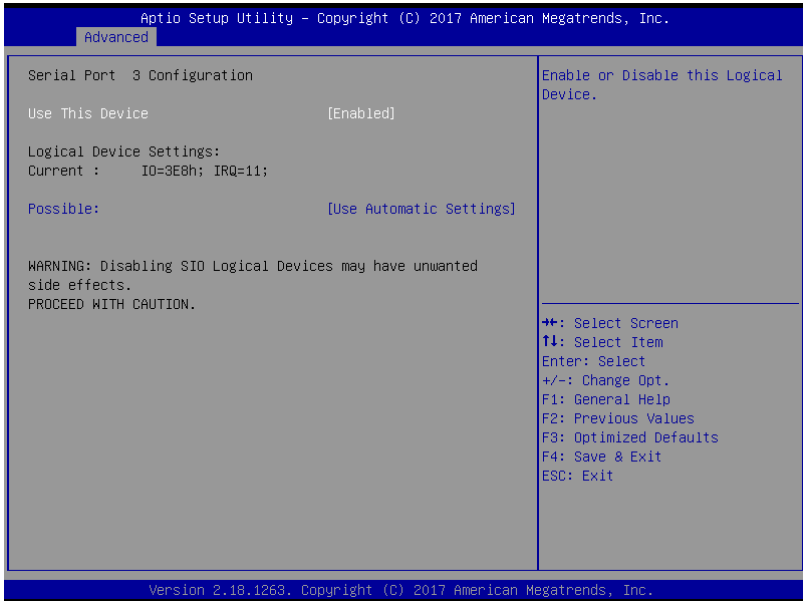 Aptio Setup Utility – Copyright (C) 2017 American Megatrends, Inc.
Advanced
Serial Port 3 Configuration
Use This Device [Enabled]
Logical Device Settings:
Current : IO=3E8h; IRQ=11;
Possible: [Use Automatic Settings]
WARNING: Disabling SIO Logical Devices may have unwanted
side effects.
PROCEED WITH CAUTION.
Enable or Disable this Logical
Device.
→←: Select Screen
↑↓: Select Item
Enter: Select
+/-: Change Opt.
F1: General Help
F2: Previous Values
F3: Optimized Defaults
F4: Save & Exit
ESC: Exit
Version 2.18.1263. Copyright (C) 2017 American Megatrends, Inc.